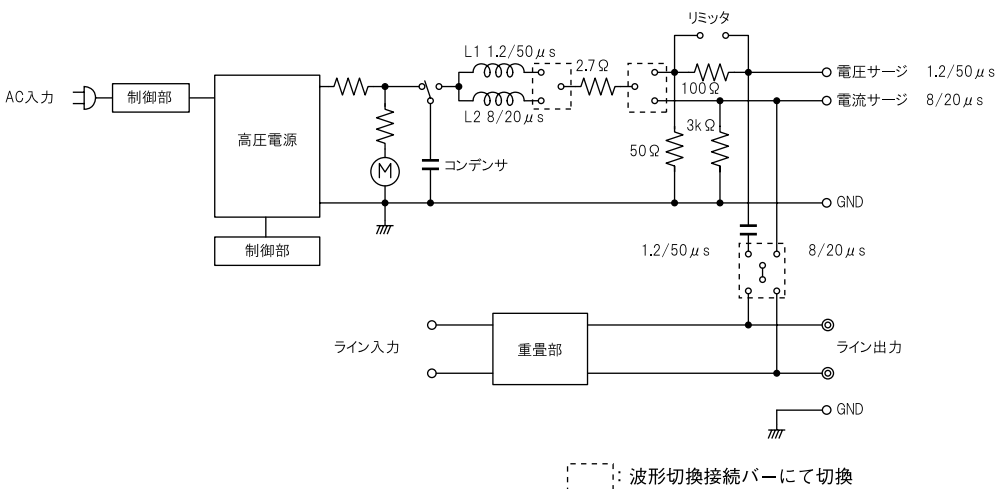 リミッタ
L1 1.2/50μs
2.7Ω
AC入力
制御部
高圧電源
100Ω
電圧サージ 1.2/50μs
電流サージ 8/20μs
L2 8/20μs
3kΩ
50Ω
M
コンデンサ
GND
制御部
1.2/50μs
8/20μs
ライン入力
重畳部
ライン出力
GND
：波形切換接続バーにて切換